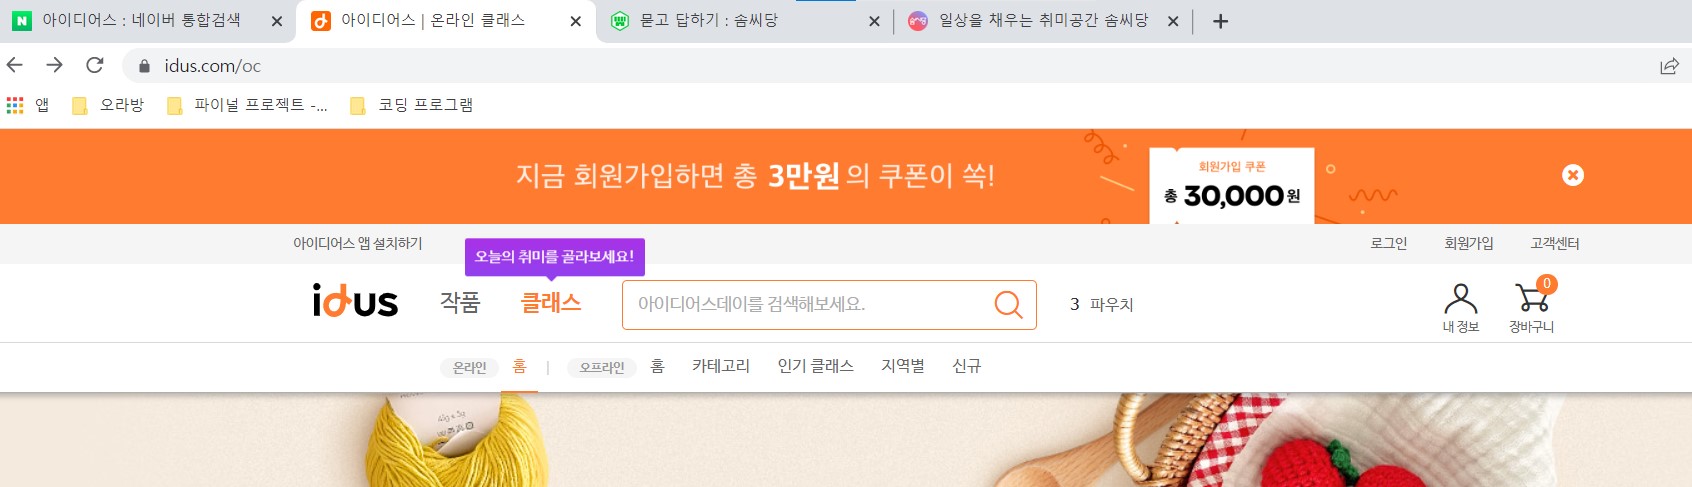 아이디어스 : 네이버 통합검색
아이디어스 | 온라인 클래스
묻고 답하기 : 솜씨당
일상을 채우는 취미공간 솜씨당
idus.com/oc
앱 오라방 파이널 프로젝트 -... 코딩 프로그램
지금 회원가입하면 총 3만원의 쿠폰이 쏙!
회원가입 쿠폰
총 30,000원
아이디어스 앱 설치하기
로그인 회원가입 고객센터
오늘의 취미를 골라보세요!
idus 작품 클래스 아이디어스데이를 검색해보세요. 3 파우치
0
내 정보 장바구니
온라인 홈 | 오프라인 홈 카테고리 인기 클래스 지역별 신규